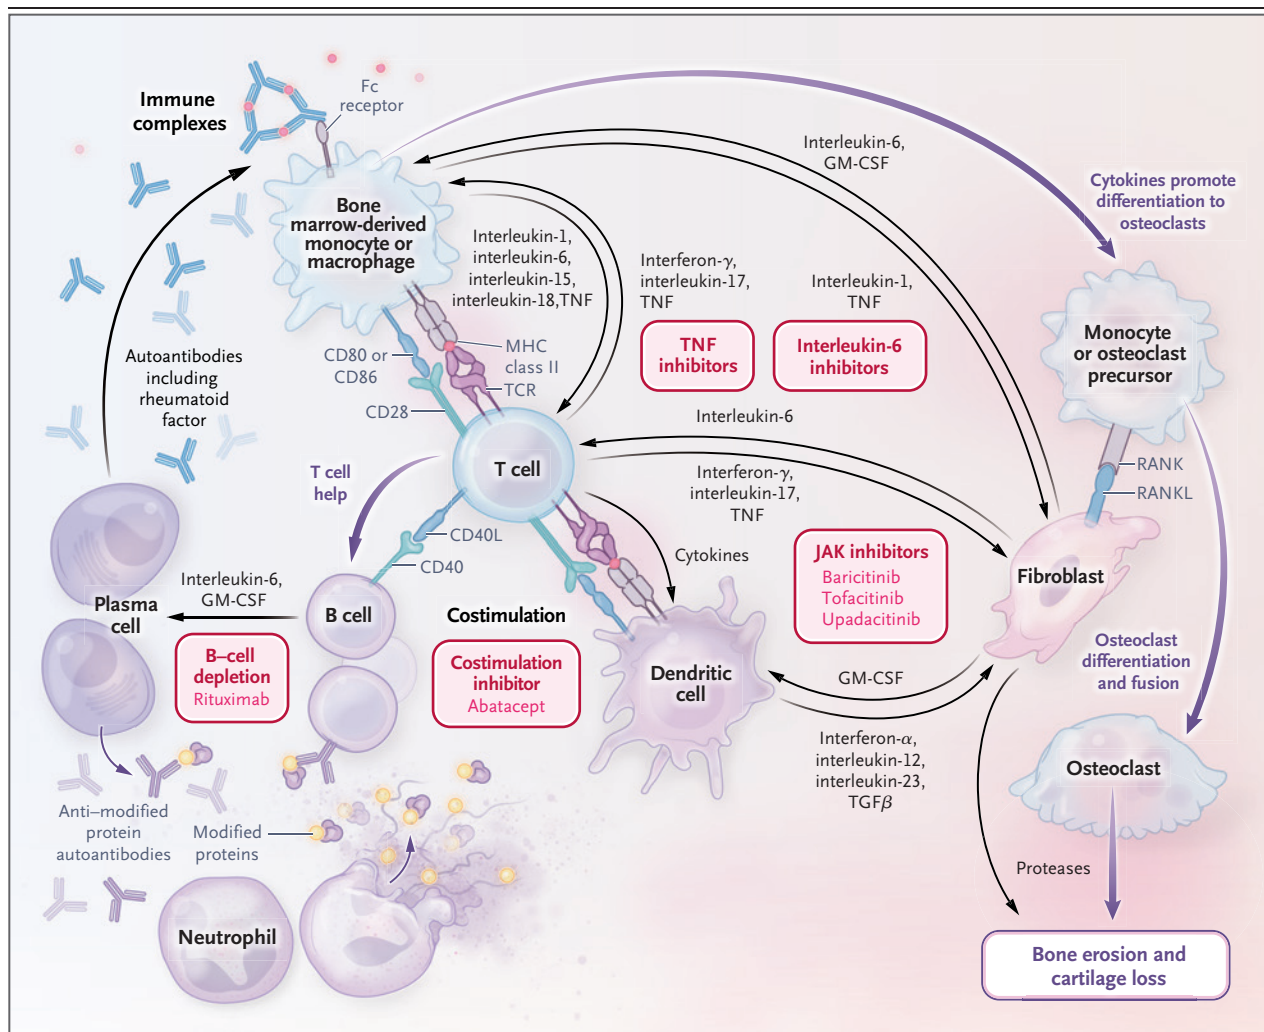 Immune
complexes
Fc
receptor
Bone
marrow-derived
monocyte or
macrophage
Interleukin-1,
interleukin-6,
interleukin-15,
interleukin-18,TNF
Interferon-γ,
interleukin-17,
TNF
Interleukin-6,
GM-CSF
Interleukin-1,
TNF
Cytokines promote
differentiation to
osteoclasts
TNF
inhibitors
Interleukin-6
inhibitors
Monocyte
or osteoclast
precursor
Autoantibodies
including
rheumatoid
factor
CD80 or
CD86
MHC
class II
TCR
CD28
T cell
T cell
help
Interleukin-6
Interferon-γ,
interleukin-17,
TNF
RANK
RANKL
CD40L
CD40
Cytokines
JAK inhibitors
Baricitinib
Tofacitinib
Upadacitinib
Fibroblast
Interleukin-6,
GM-CSF
Plasma
cell
B cell
Costimulation
B–cell
depletion
Rituximab
Costimulation
inhibitor
Abatacept
Dendritic
cell
GM-CSF
Interferon-α,
interleukin-12,
interleukin-23,
TGFβ
Osteoclast
differentiation
and fusion
Osteoclast
Anti–modified
protein
autoantibodies
Modified
proteins
Neutrophil
Proteases
Bone erosion and
cartilage loss